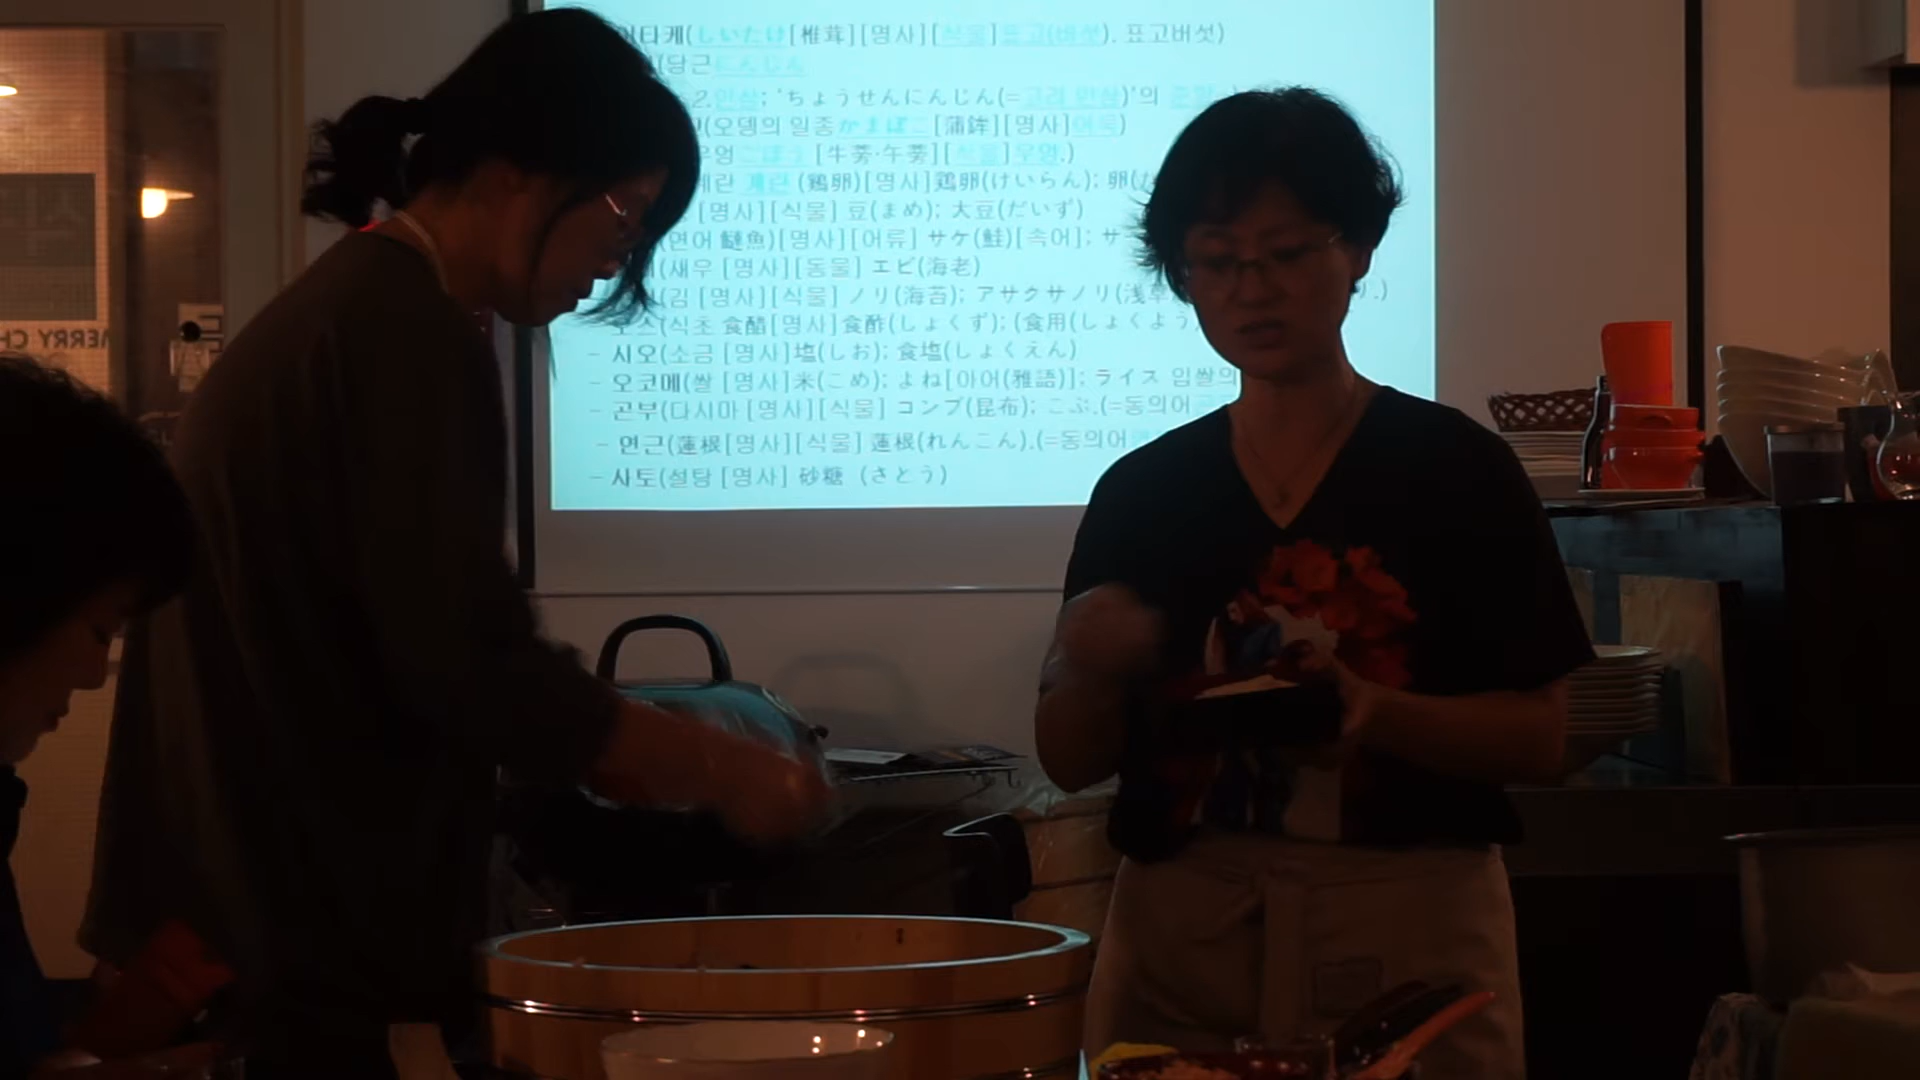 이타케(しいたけ[椎茸][명사][식물]표고(버섯). 표고버섯)
(당근にんじん
2.인삼; 'ちょうせんにんじん(=고려 인삼)'의
(오뎅의 일종かまぼこ[蒲鉾][명사]어묵)
우엉ごぼう [牛蒡·午蒡][식물]우엉.)
계란 계란 (鶏卵)[명사]鶏卵(けいらん); 卵(
[명사][식물] 豆(まめ); 大豆(だいず)
(연어 鰱魚)[명사][어류] サケ(鮭)[속어]; サ
(새우 [명사][동물] エビ(海老)
(김 [명사][식물] ノリ(海苔); アサクサノリ(浅草
오스(식초 食醋[명사]食酢(しょくず); (食用(しょくよう)
– 시오(소금 [명사]塩(しお); 食塩(しょくえん)
– 오코메(쌀 [명사]米(こめ); よね[아어(雅語)]; ライス 입쌀의
– 곤부(다시마 [명사][식물] コンブ(昆布); こぶ.(=동의어
– 연근(蓮根[명사][식물] 蓮根(れんこん).(=동의어
– 사토(설탕 [명사] 砂糖 (さとう)
MERRY CH